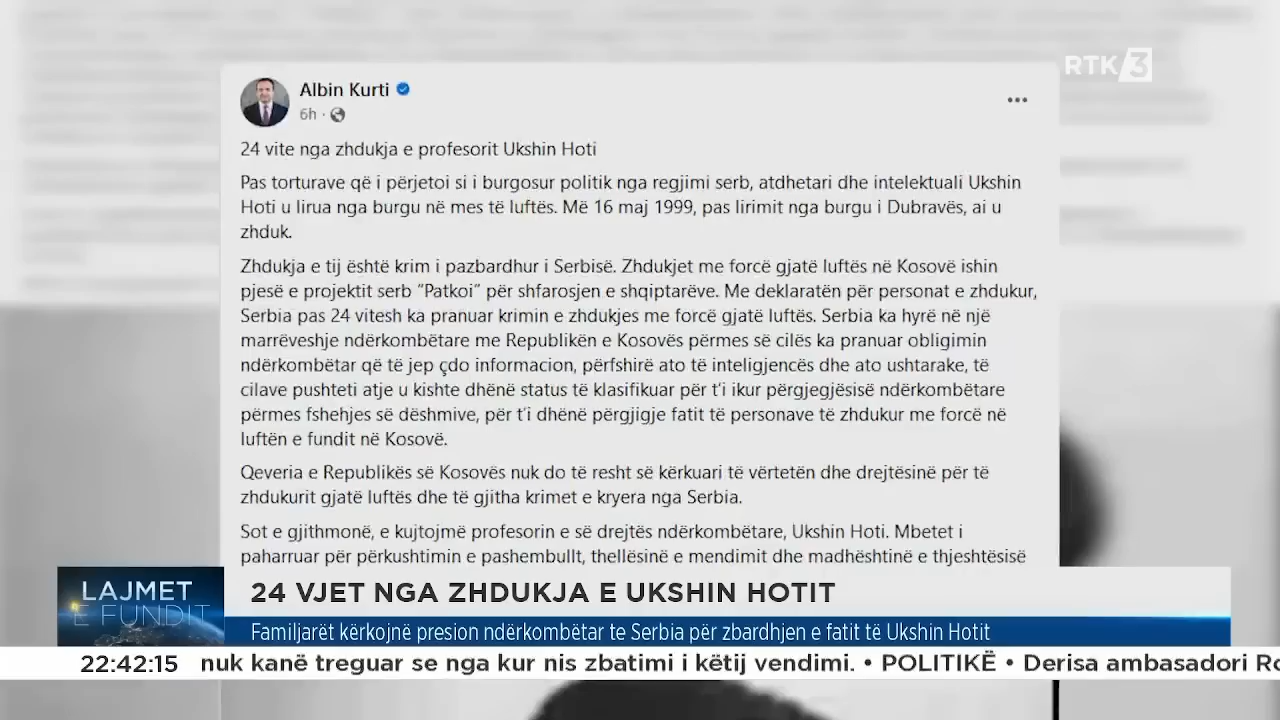 RTK 3
Albin Kurti
6h ·
24 vite nga zhdukja e profesorit Ukshin Hoti
Pas torturave që i përjetoi si i burgosur politik nga regjimi serb, atdhetari dhe intelektuali Ukshin
Hoti u lirua nga burgu në mes të luftës. Më 16 maj 1999, pas lirimit nga burgu i Dubravës, ai u
zhduk.
Zhdukja e tij është krim i pazbardhur i Serbisë. Zhdukjet me forcë gjatë luftës në Kosovë ishin
pjesë e projektit serb "Patkoi" për shfarosjen e shqiptarëve. Me deklaratën për personat e zhdukur,
Serbia pas 24 vitesh ka pranuar krimin e zhdukjes me forcë gjatë luftës. Serbia ka hyrë në një
marrëveshje ndërkombëtare me Republikën e Kosovës përmes së cilës ka pranuar obligimin
ndërkombëtar që të jep çdo informacion, përfshirë ato të inteligjencës dhe ato ushtarake, të
cilave pushteti atje u kishte dhënë status të klasifikuar për t'i ikur përgjegjësisë ndërkombëtare
përmes fshehjes së dëshmive, për t'i dhënë përgjigje fatit të personave të zhdukur me forcë në
luftën e fundit në Kosovë.
Qeveria e Republikës së Kosovës nuk do të resht së kërkuari të vërtetën dhe drejtësinë për të
zhdukurit gjatë luftës dhe të gjitha krimet e kryera nga Serbia.
Sot e gjithmonë, e kujtojmë profesorin e së drejtës ndërkombëtare, Ukshin Hoti. Mbetet i
paharruar për përkushtimin e pashembullt, thellësinë e mendimit dhe madhështinë e thjeshtësisë
LAJMET
E FUNDIT
24 VJET NGA ZHDUKJA E UKSHIN HOTIT
Familjarët kërkojnë presion ndërkombëtar te Serbia për zbardhjen e fatit të Ukshin Hotit
22:42:15 nuk kanë treguar se nga kur nis zbatimi i këtij vendimi. • POLITIKË • Derisa ambasadori